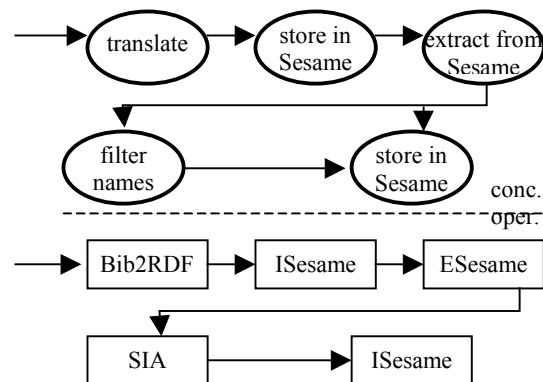 translate
store in
Sesame
extract from
Sesame
filter
names
store in
Sesame
conc.
oper.
Bib2RDF
ISesame
ESesame
SIA
ISesame